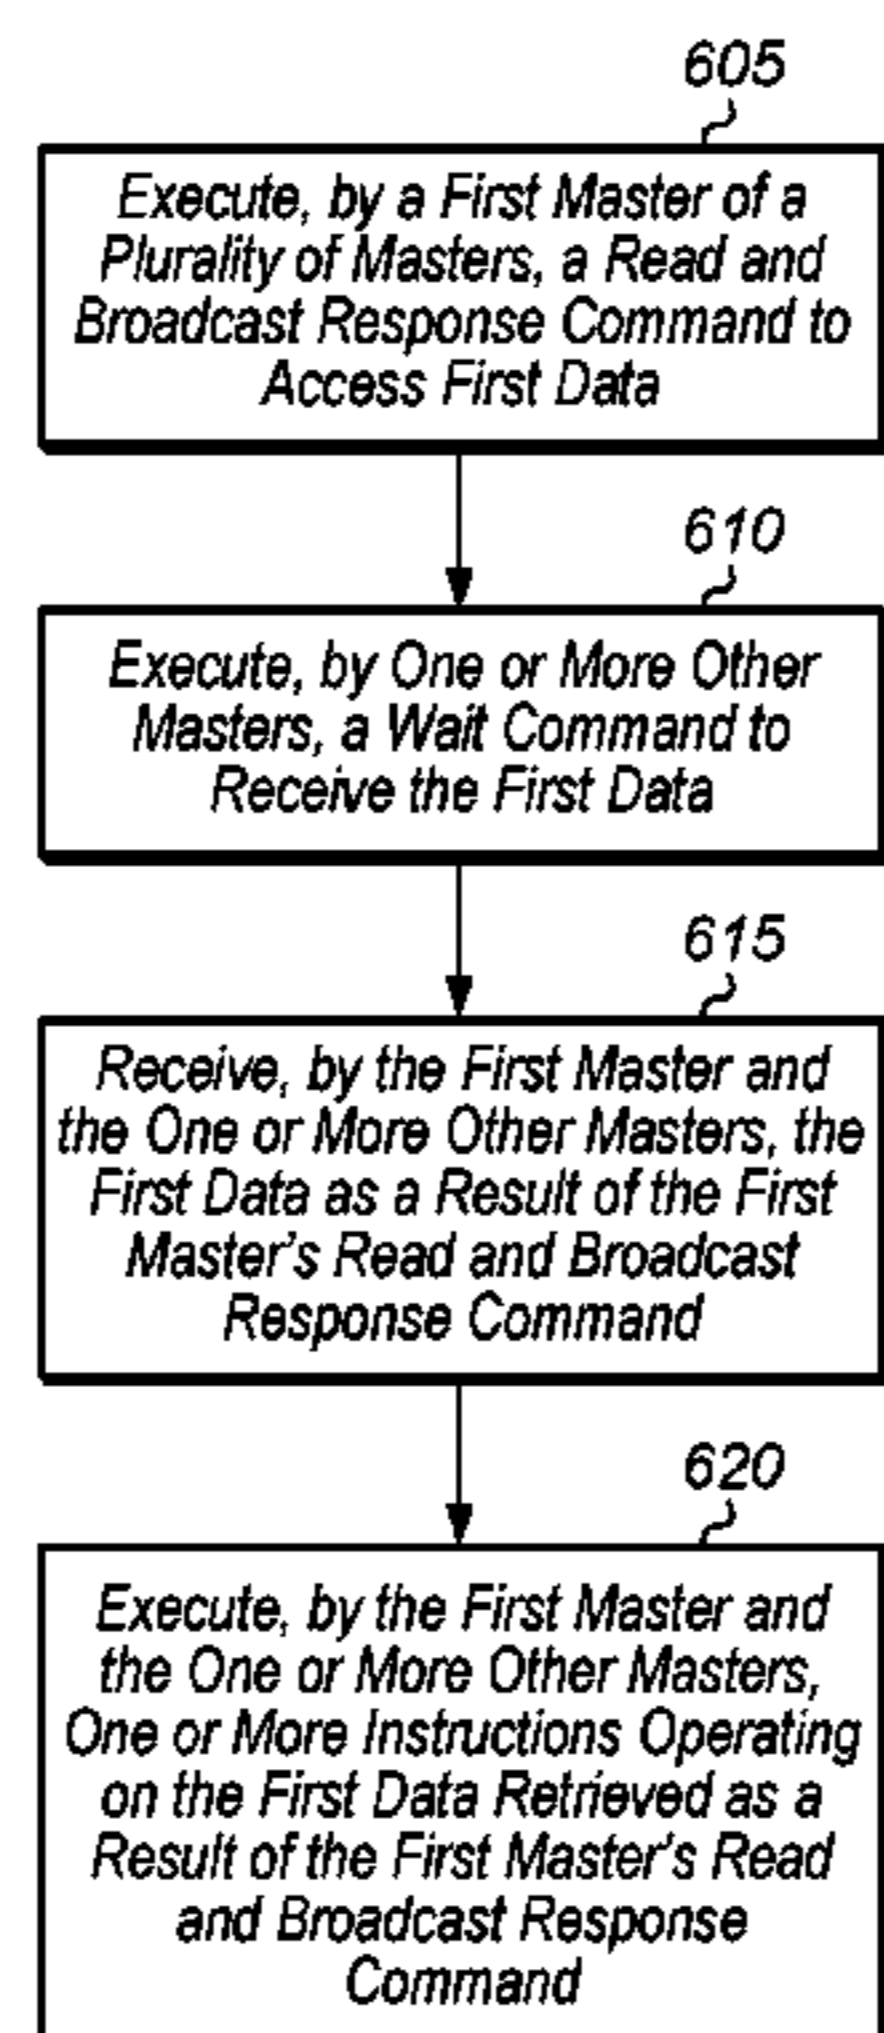 605
Execute, by a First Master of a
Plurality of Masters, a Read and
Broadcast Response Command to
Access First Data
610
Execute, by One or More Other
Masters, a Wait Command to
Receive the First Data
615
Receive, by the First Master and
the One or More Other Masters, the
First Data as a Result of the First
Master's Read and Broadcast
Response Command
620
Execute, by the First Master and
the One or More Other Masters,
One or More Instructions Operating
on the First Data Retrieved as a
Result of the First Master's Read
and Broadcast Response
Command